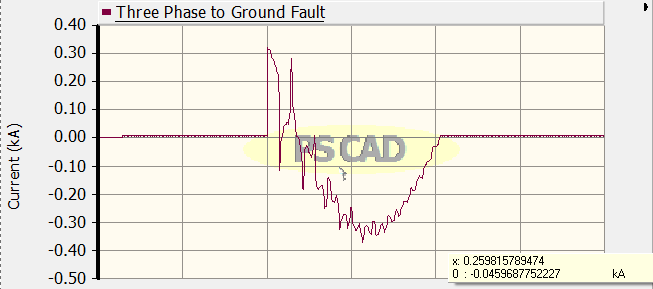 Three Phase to Ground Fault
0.40
0.30
0.20
0.10
0.00
-0.10
-0.20
-0.30
-0.40
-0.50
Current (kA)
PSCAD
x: 0.259815789474
0 : -0.0459687752227 kA